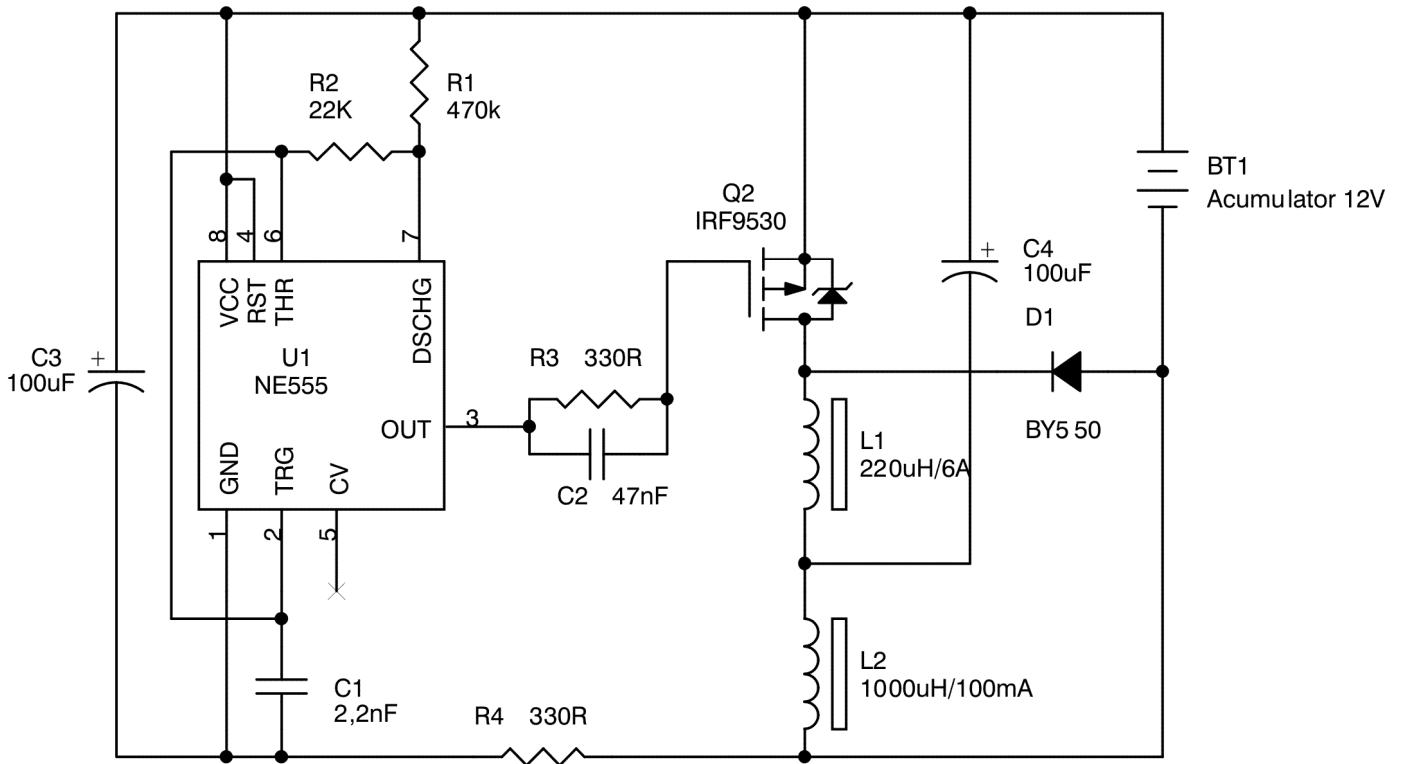 R2
22K
R1
470k
8
4
6
7
VCC
RST
THR
DSCHG
U1
NE555
OUT
3
GND
TRG
CV
1
2
5
C3
+
100uF
R3 330R
C2 47nF
Q2
IRF9530
+
C4
100uF
D1
BY5 50
BT1
Acumulator 12V
L1
220uH/6A
L2
1000uH/100mA
C1
2,2nF
R4 330R